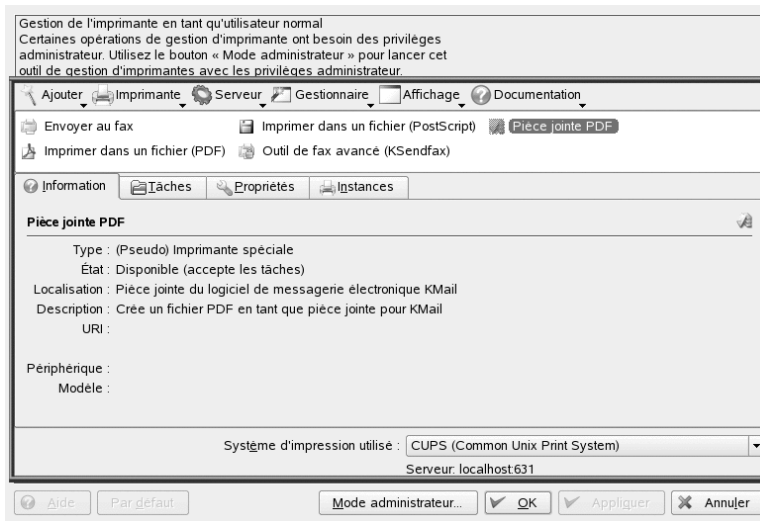 Gestion de l'imprimante en tant qu'utilisateur normal
Certaines opérations de gestion d'imprimante ont besoin des privilèges
administrateur. Utilisez le bouton « Mode administrateur » pour lancer cet
outil de gestion d'imprimantes avec les privilèges administrateur.
Ajouter Imprimante Serveur Gestionnaire Affichage Documentation
Envoyer au fax Imprimer dans un fichier (PostScript) Pièce jointe PDF
Imprimer dans un fichier (PDF) Outil de fax avancé (KSendfax)
Information Tâches Propriétés Instances
Pièce jointe PDF
Type : (Pseudo) Imprimante spéciale
État : Disponible (accepte les tâches)
Localisation : Pièce jointe du logiciel de messagerie électronique KMail
Description : Crée un fichier PDF en tant que pièce jointe pour KMail
URI :
Périphérique :
Modèle :
Système d'impression utilisé : CUPS (Common Unix Print System)
Serveur: localhost:631
Aide Par défaut Mode administrateur... OK Appliquer Annuler